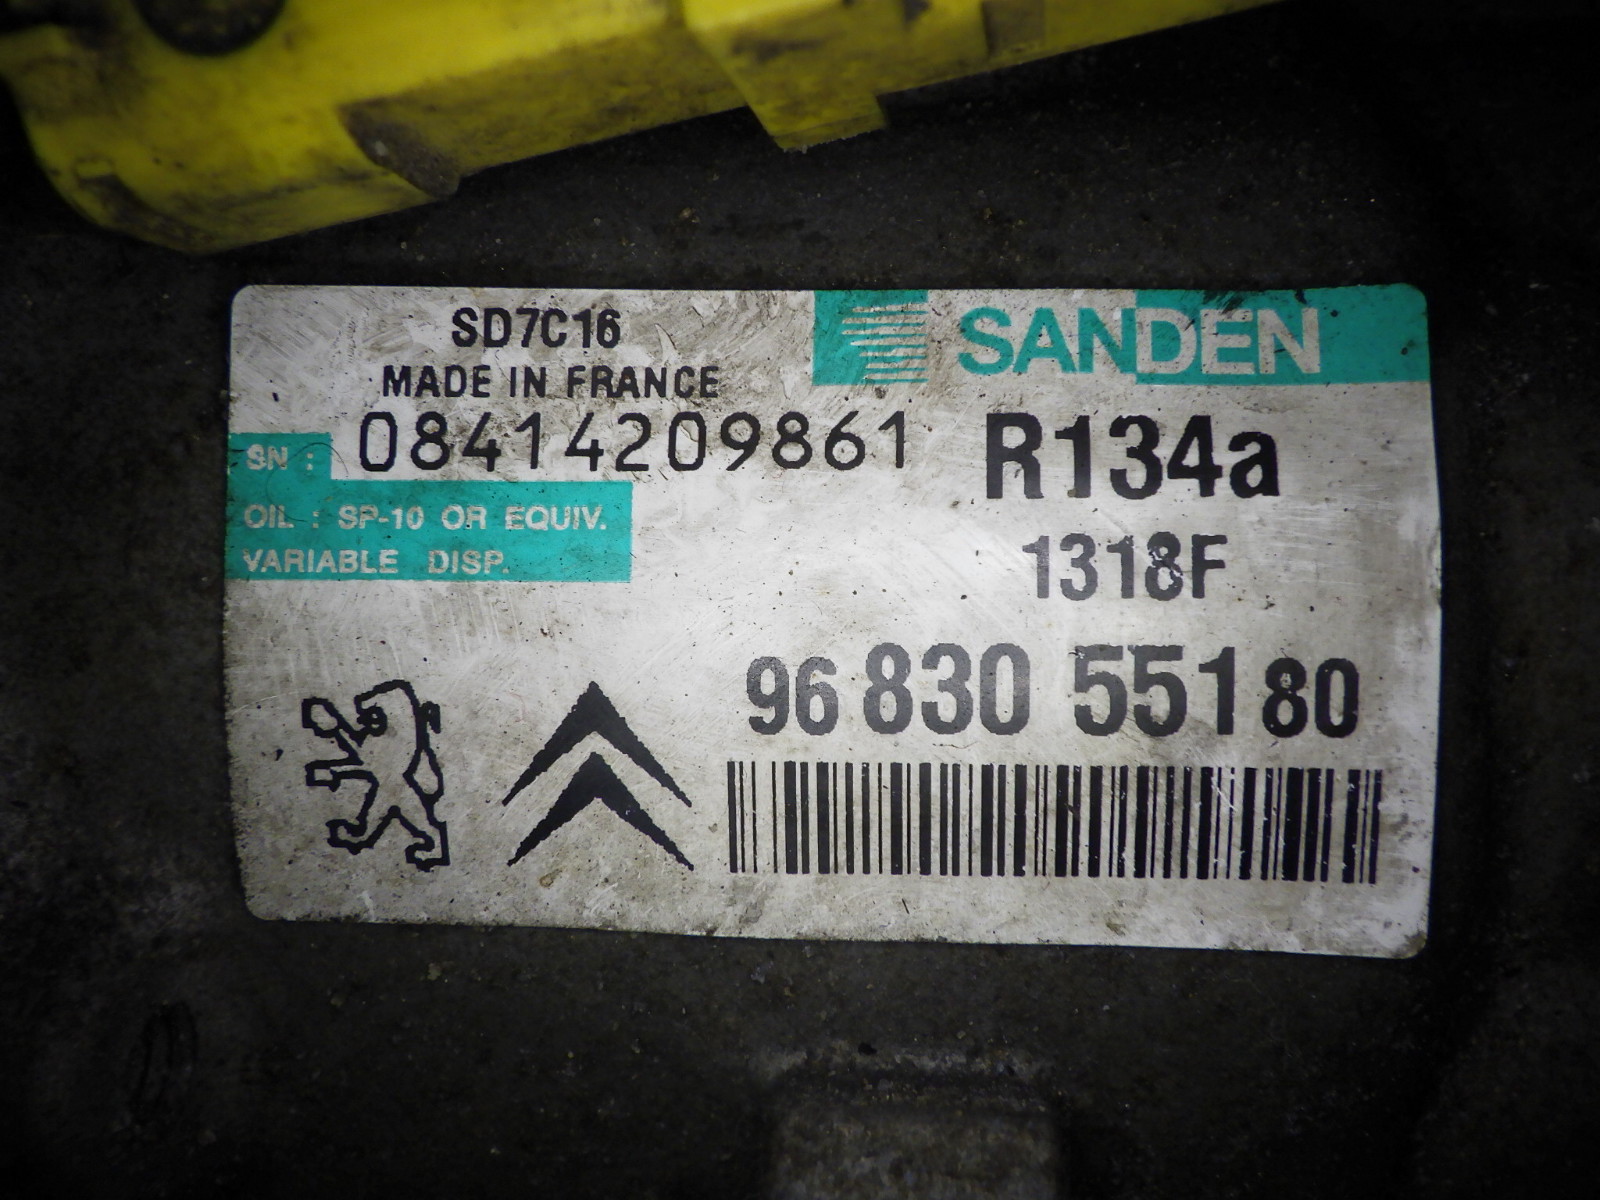 SD7C16
SANDEN
MADE IN FRANCE
SN : 08414209861
R134a
OIL : SP-10 OR EQUIV.
VARIABLE DISP.
1318F
96 830 551 80